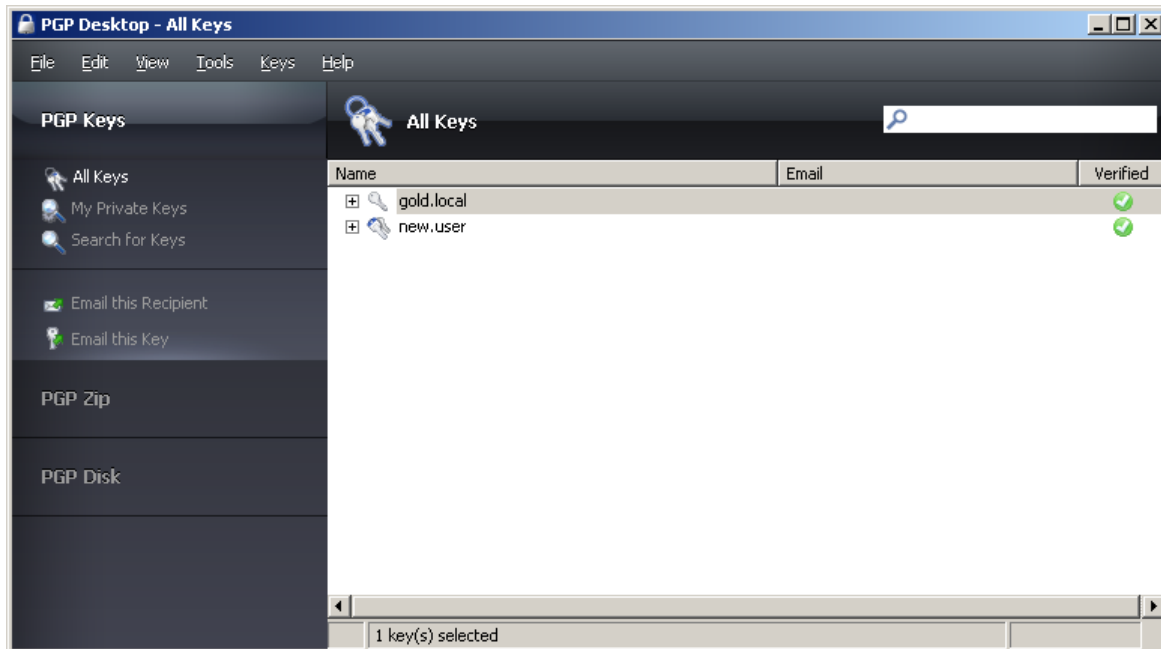 PGP Desktop - All Keys
File Edit View Tools Keys Help
PGP Keys
All Keys
My Private Keys
Search for Keys
Email this Recipient
Email this Key
PGP Zip
PGP Disk
All Keys
Name Email Verified
gold.local
new.user
1 key(s) selected